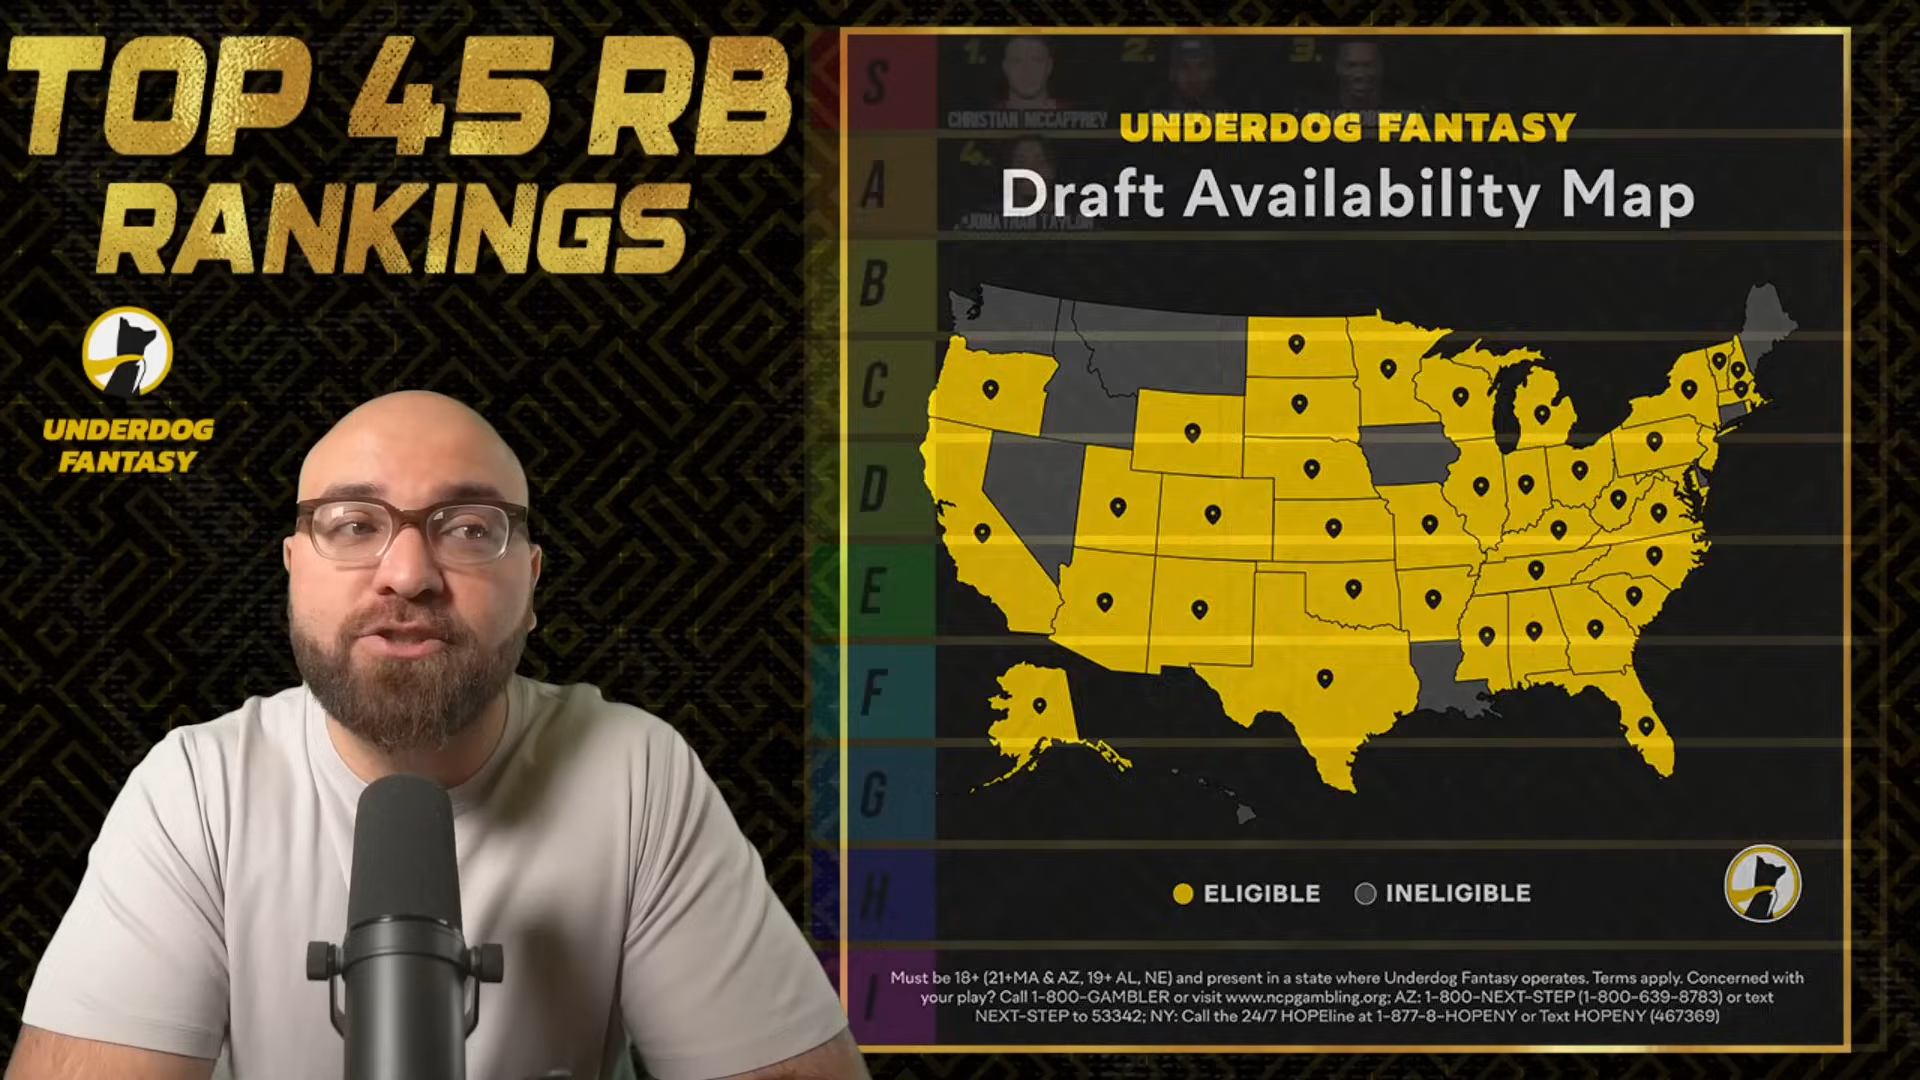 TOP 45 RB
RANKINGS
UNDERDOG
FANTASY
S
1.
2.
3.
CHRISTIAN MCCAFFREY
UNDERDOG FANTASY
A
4.
Draft Availability Map
JONATHAN TAYLOR
B
C
D
E
F
G
H
ELIGIBLE
INELIGIBLE
I
Must be 18+ (21+MA & AZ, 19+ AL, NE) and present in a state where Underdog Fantasy operates. Terms apply. Concerned with
your play? Call 1-800-GAMBLER or visit www.ncpgambling.org; AZ: 1-800-NEXT-STEP (1-800-639-8783) or text
NEXT-STEP to 53342; NY: Call the 24/7 HOPEline at 1-877-8-HOPENY or Text HOPENY (467369)